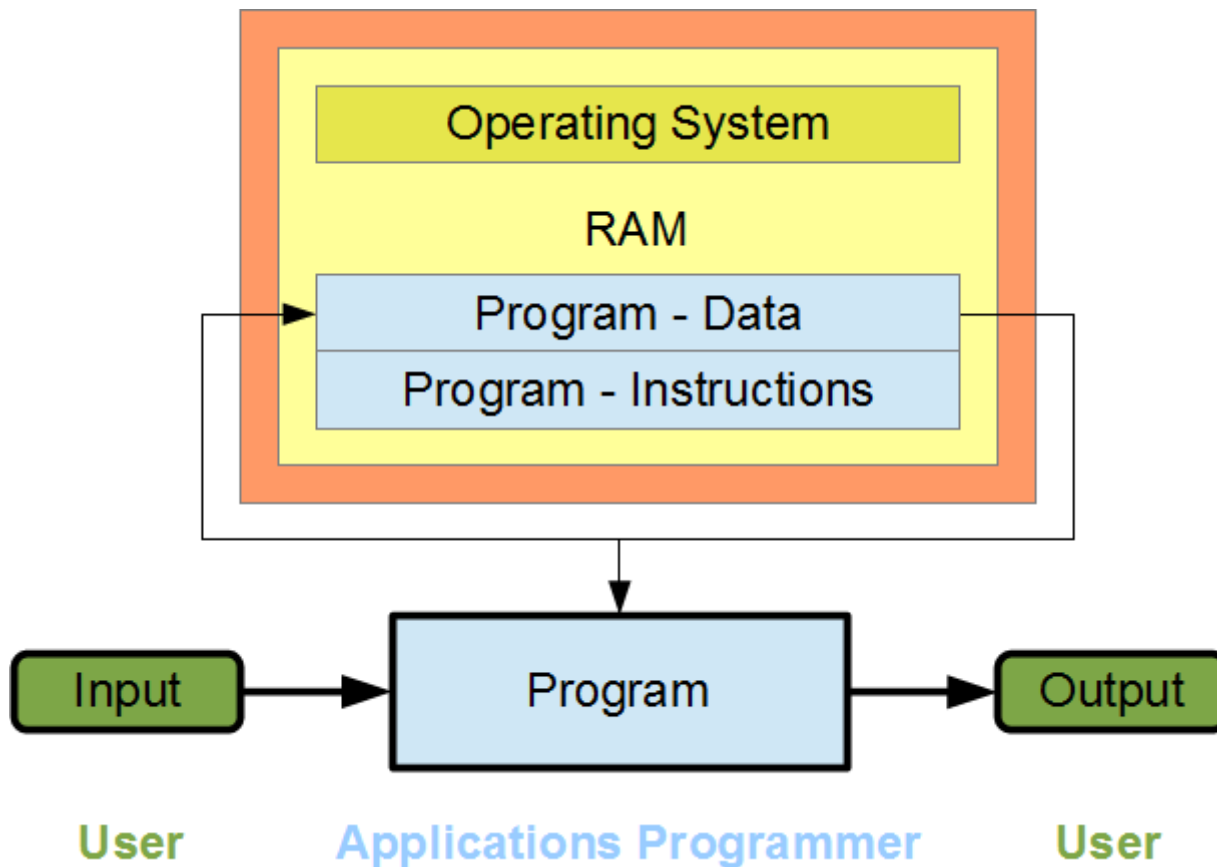 Operating System
RAM
Program - Data
Program - Instructions
Input
Program
Output
User
Applications Programmer
User